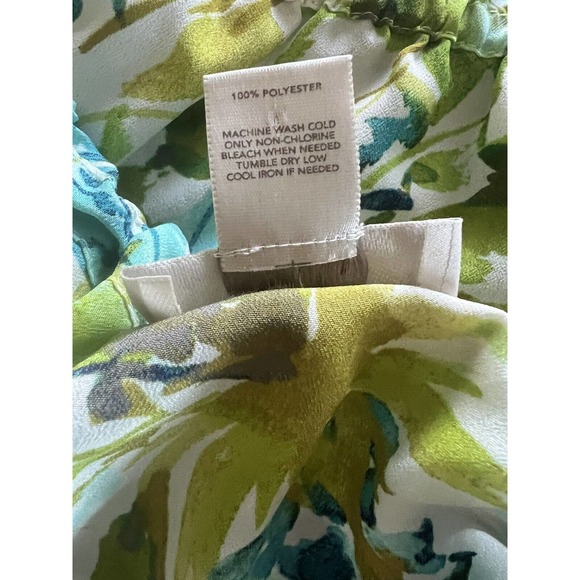 100% POLYESTER
MACHINE WASH COLD
ONLY NON-CHLORINE
BLEACH WHEN NEEDED
TUMBLE DRY LOW
COOL IRON IF NEEDED